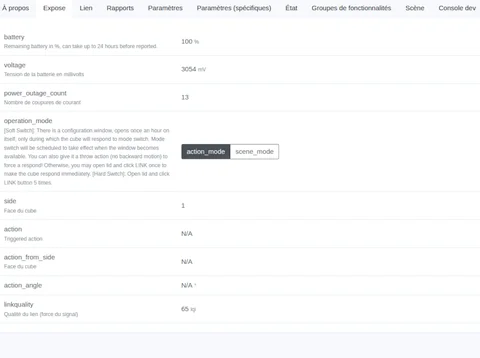 À propos Expose Lien Rapports Paramètres Paramètres (spécifiques) État Groupes de fonctionnalités Scène Console dev
battery
Remaining battery in %, can take up to 24 hours before reported.
100 %
voltage
Tension de la batterie en millivolts
3054 mV
power_outage_count
Nombre de coupures de courant
13
operation_mode
[Soft Switch]: There is a configuration window, opens once an hour on
itself, only during which the cube will respond to mode switch. Mode
switch will be scheduled to take effect when the window becomes
available. You can also give it a throw action (no backward motion) to
force a respond! Otherwise, you may open lid and click LINK once to
make the cube respond immediately. [Hard Switch]: Open lid and click
LINK button 5 times.
action_mode scene_mode
side
Face du cube
1
action
Triggered action
N/A
action_from_side
Face du cube
N/A
action_angle
N/A °
linkquality
Qualité du lien (force du signal)
65 lqi